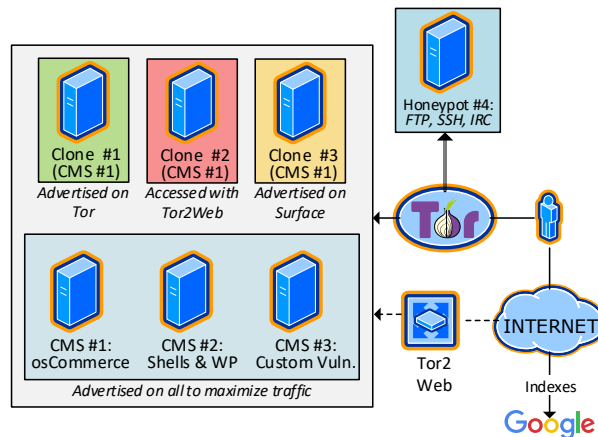 Clone #1
(CMS #1)
Advertised on
Tor
Clone #2
(CMS #1)
Accessed with
Tor2Web
Clone #3
(CMS #1)
Advertised on
Surface
Honeypot #4:
FTP, SSH, IRC
Tor
CMS #1:
osCommerce
CMS #2:
Shells & WP
CMS #3:
Custom Vuln.
Advertised on all to maximize traffic
Tor2
Web
INTERNET
Indexes
Google